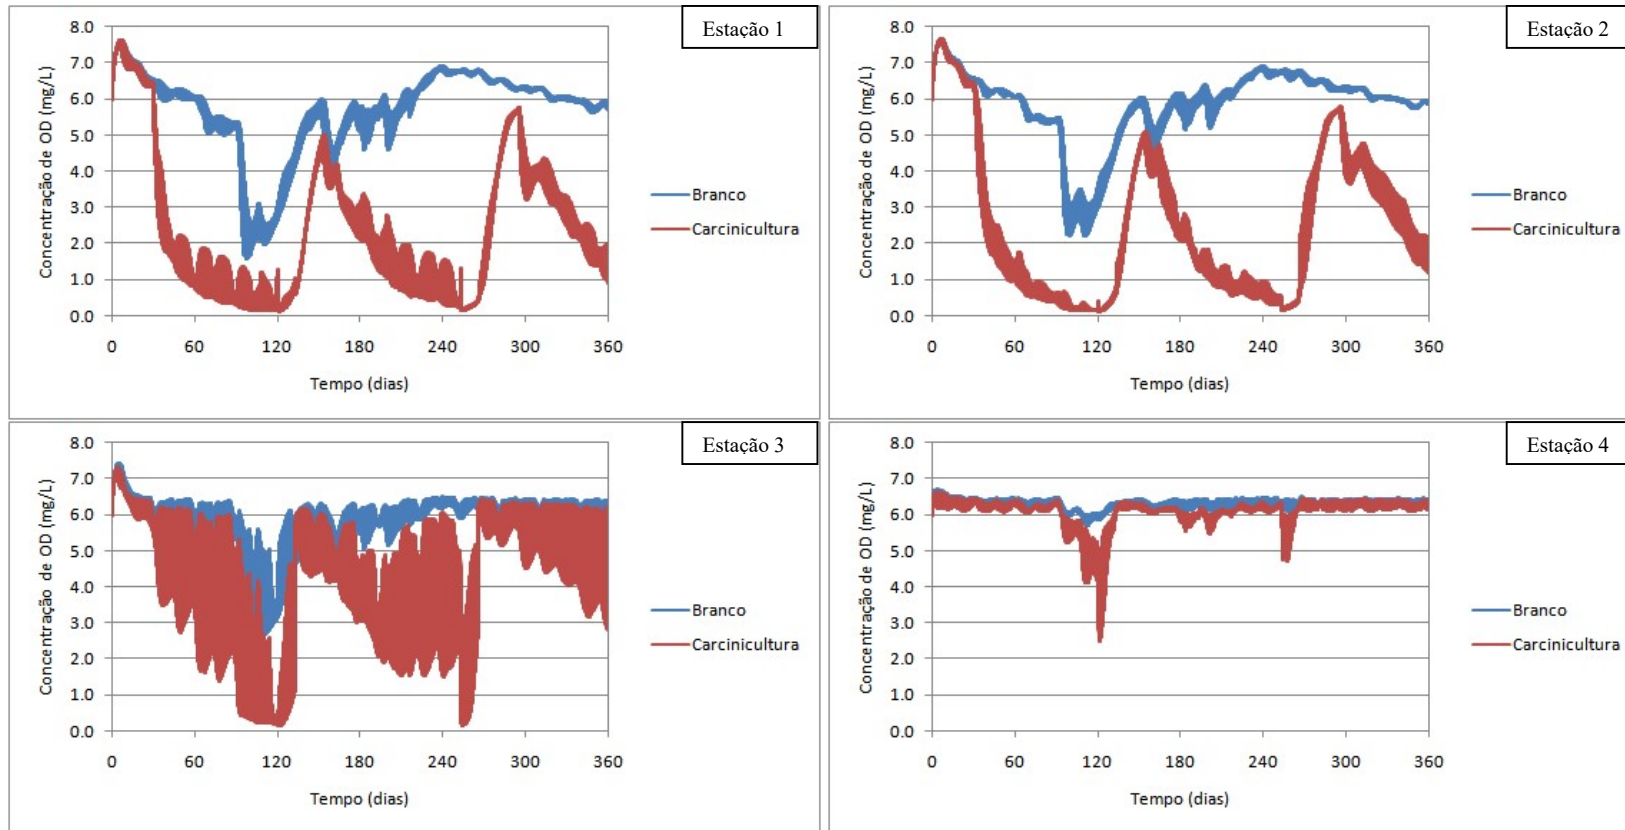 Estação 1
Concentração de OD (mg/L)
8.0
7.0
6.0
5.0
4.0
3.0
2.0
1.0
0.0
0 60 120 180 240 300 360
Tempo (dias)
Branco
Carcinicultura
Estação 2
Concentração de OD (mg/L)
8.0
7.0
6.0
5.0
4.0
3.0
2.0
1.0
0.0
0 60 120 180 240 300 360
Tempo (dias)
Branco
Carcinicultura
Estação 3
Concentração de OD (mg/L)
8.0
7.0
6.0
5.0
4.0
3.0
2.0
1.0
0.0
0 60 120 180 240 300 360
Tempo (dias)
Branco
Carcinicultura
Estação 4
Concentração de OD (mg/L)
8.0
7.0
6.0
5.0
4.0
3.0
2.0
1.0
0.0
0 60 120 180 240 300 360
Tempo (dias)
Branco
Carcinicultura